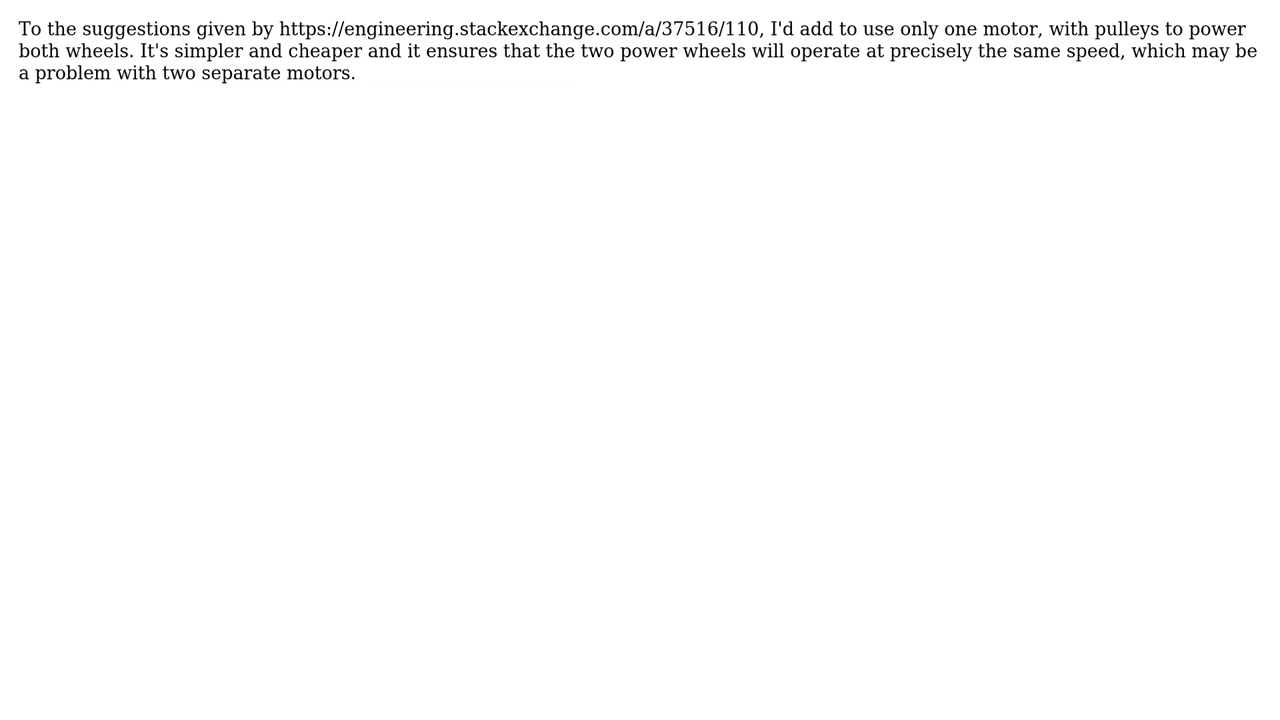 To the suggestions given by https://engineering.stackexchange.com/a/37516/110, I'd add to use only one motor, with pulleys to power
both wheels. It's simpler and cheaper and it ensures that the two power wheels will operate at precisely the same speed, which may be
a problem with two separate motors.